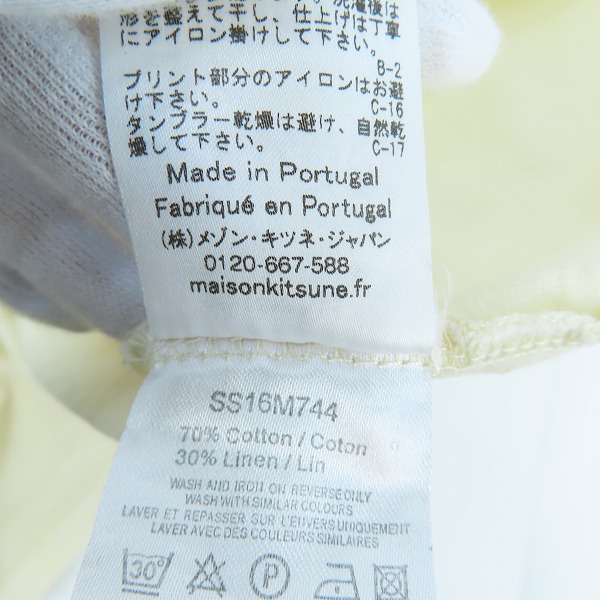 形を整えて干し、仕上げは丁寧
にアイロン掛けして下さい。
B-2
プリント部分のアイロンはお避
け下さい。
C-16
タンブラー乾燥は避け、自然乾
燥して下さい。
C-17
Made in Portugal
Fabriqué en Portugal
(株)メゾン・キツネ・ジャパン
0120-667-588
maisonkitsune.fr
SS16M744
70% Cotton / Coton
30% Linen / Lin
WASH AND IRON ON REVERSE ONLY
WASH WITH SIMILAR COLOURS
LAVER ET REPASSER SUR L'ENVERS UNIQUEMENT
LAVER AVEC DES COULEURS SIMILAIRES
30°
P